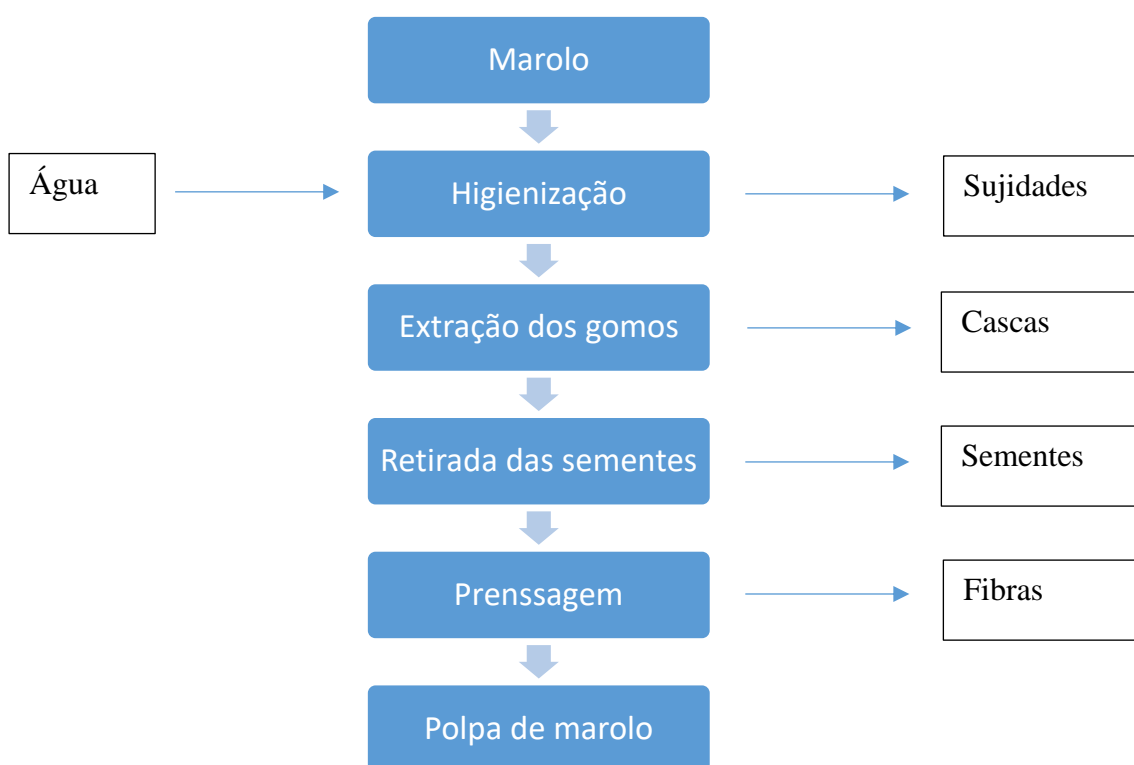 Marolo
Água
Higienização
Sujidades
Extração dos gomos
Cascas
Retirada das sementes
Sementes
Prenssagem
Fibras
Polpa de marolo